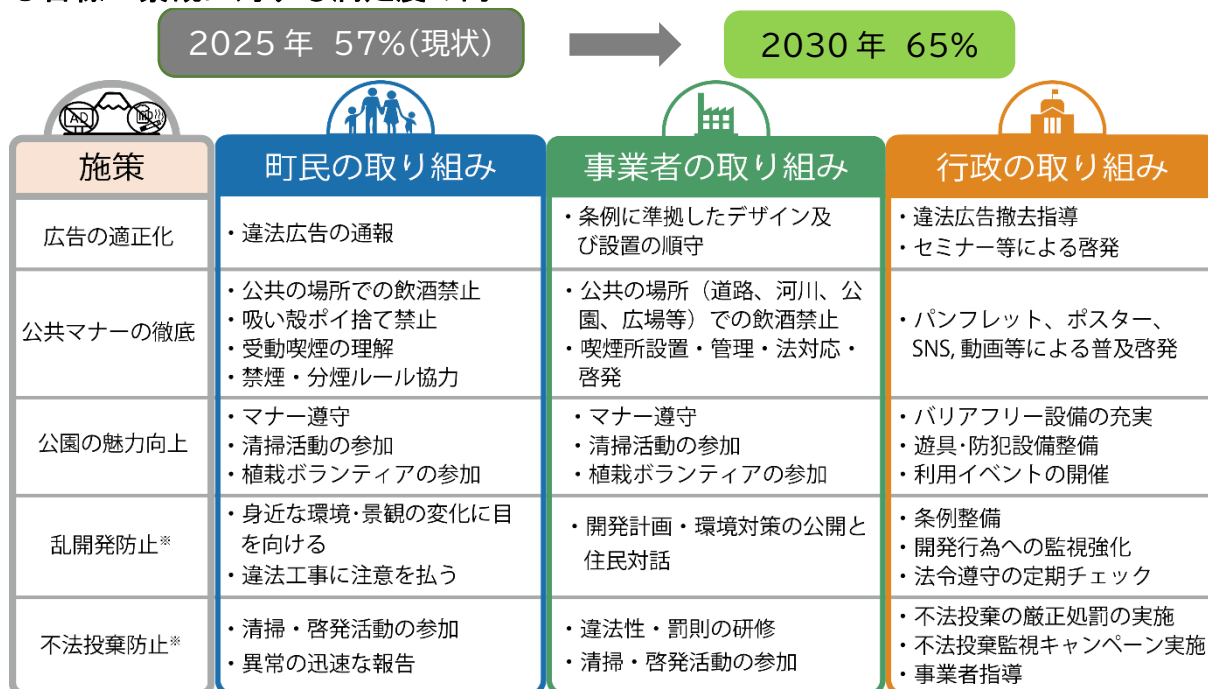 2025年 57%(現状)
2030年 65%
AD
施策
町民の取り組み
事業者の取り組み
行政の取り組み
広告の適正化
・違法広告の通報
・条例に準拠したデザイン及
び設置の順守
・違法広告撤去指導
・セミナー等による啓発
公共マナーの徹底
・公共の場所での飲酒禁止
・吸い殻ポイ捨て禁止
・受動喫煙の理解
・禁煙・分煙ルール協力
・公共の場所（道路、河川、公
園、広場等）での飲酒禁止
・喫煙所設置・管理・法対応・
啓発
・パンフレット、ポスター、
SNS, 動画等による普及啓発
公園の魅力向上
・マナー遵守
・清掃活動の参加
・植栽ボランティアの参加
・マナー遵守
・清掃活動の参加
・植栽ボランティアの参加
・バリアフリー設備の充実
・遊具･防犯設備整備
・利用イベントの開催
乱開発防止※
・身近な環境･景観の変化に目
を向ける
・違法工事に注意を払う
・開発計画・環境対策の公開と
住民対話
・条例整備
・開発行為への監視強化
・法令遵守の定期チェック
不法投棄防止※
・清掃・啓発活動の参加
・異常の迅速な報告
・違法性・罰則の研修
・清掃・啓発活動の参加
・不法投棄の厳正処罰の実施
・不法投棄監視キャンペーン実施
・事業者指導